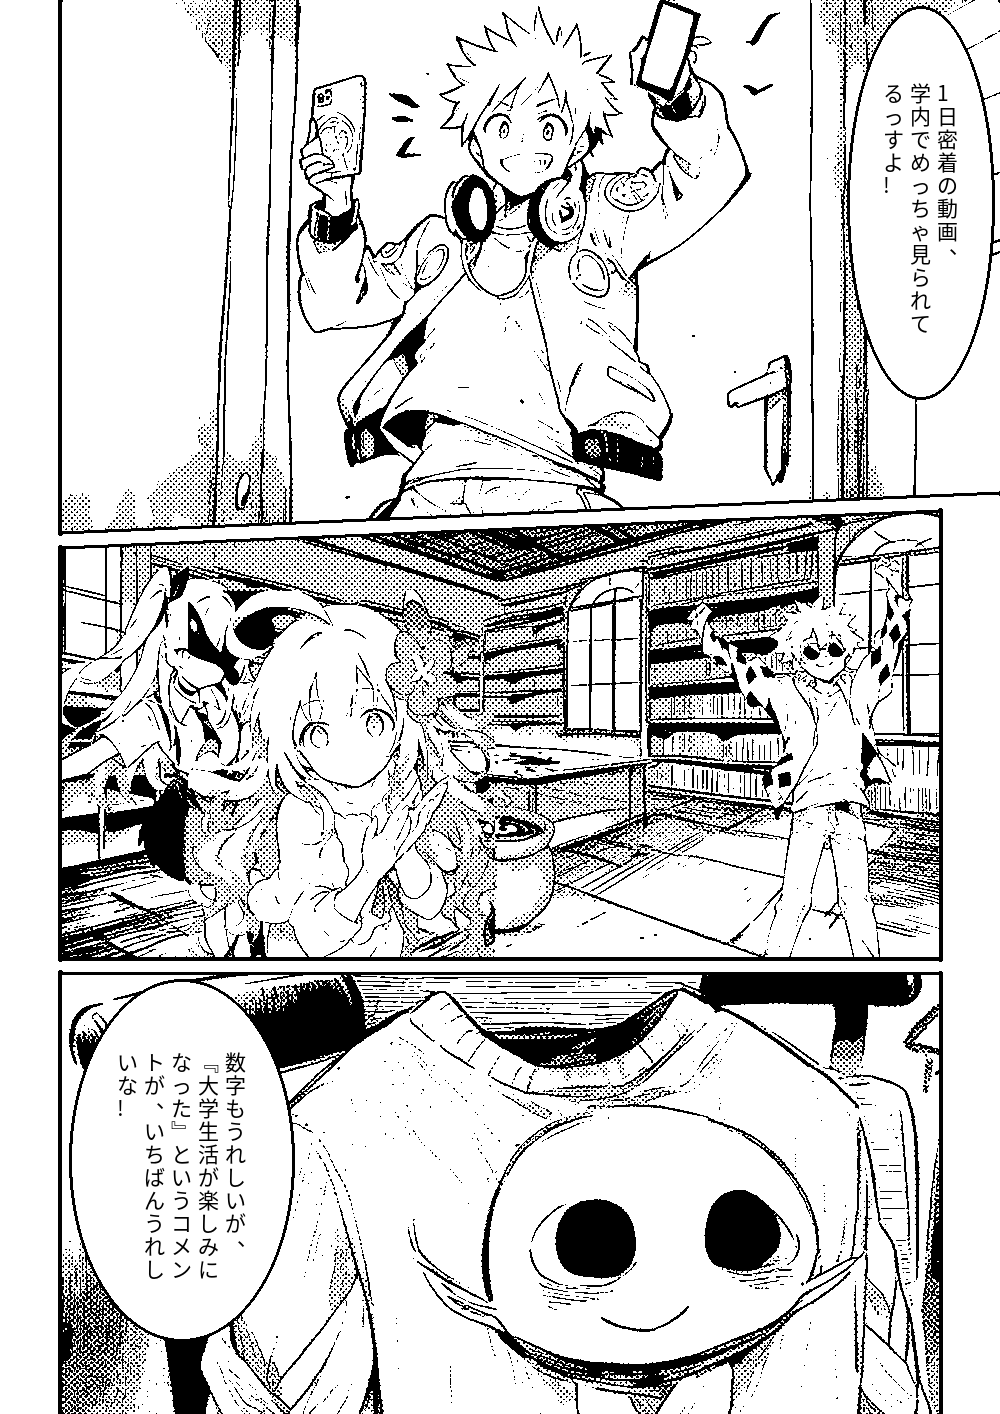 1日密着の動画、
学内でめっちゃ見られて
るっすよ！
数字もうれしいが、
『大学生活が楽しみに
なった』というコメン
トが、いちばんうれし
いな！